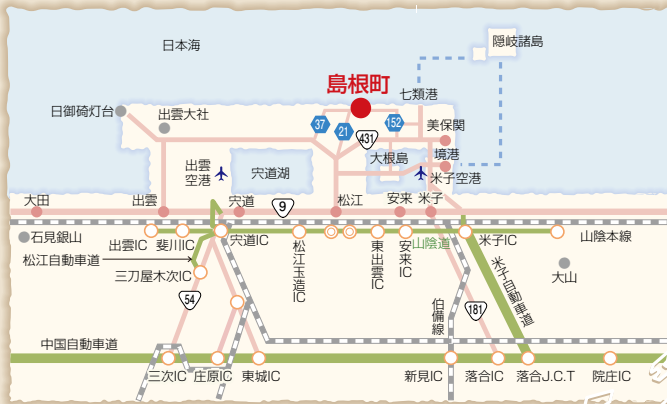 隠岐諸島
日本海
島根町
七類港
日御碕灯台
出雲大社
37
21
431
152
美保関
大根島
境港
出雲
空港
宍道湖
米子空港
大田
出雲
宍道
9
松江
安来
米子
石見銀山
出雲IC
斐川IC
宍道IC
松江玉造IC
東出雲IC
安来IC
山陰道
米子IC
山陰本線
松江自動車道
三刀屋木次IC
大山
54
伯備線
181
米子自動車道
中国自動車道
三次IC
庄原IC
東城IC
新見IC
落合IC
落合J.C.T
院庄IC